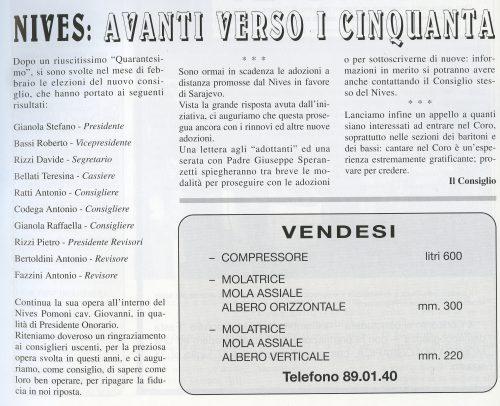 NIVES: AVANTI VERSO I CINQUANTA
Dopo un riuscitissimo "Quarantesi-
mo", si sono svolte nel mese di feb-
braio le elezioni del nuovo consi-
glio, che hanno portato ai seguenti
risultati:
Gianola Stefano - Presidente
Bassi Roberto - Vicepresidente
Rizzi Davide - Segretario
Bellati Teresina - Cassiere
Ratti Antonio - Consigliere
Codega Antonio - Consigliere
Gianola Raffaella - Consigliere
Rizzi Pietro - Presidente Revisori
Bertoldini Antonio - Revisore
Fazzini Antonio - Revisore
Continua la sua opera all'interno del
Nives Pomoni cav. Giovanni, in qua-
lità di Presidente Onorario.
Riteniamo doveroso un ringraziamento
ai consiglieri uscenti, per la preziosa
opera svolta in questi anni, e ci augu-
riamo, come consiglio, di sapere come
loro ben operare, per ripagare la fidu-
cia in noi riposta.
* * *
Sono ormai in scadenza le adozioni a
distanza promosse dal Nives in favore
di Sarajevo.
Vista la grande risposta avuta dall'ini-
ziativa, ci auguriamo che questa prose-
gua ancora con i rinnovi ed altre nuove
adozioni.
Una lettera agli "adottanti" ed una
serata con Padre Giuseppe Speran-
zetti spiegheranno tra breve le mo-
dalità per proseguire con le adozioni
o per sottoscriverne di nuove: infor-
mazioni in merito si potranno avere
anche contattando il Consiglio stes-
so del Nives.
* * *
Lanciamo infine un appello a quanti
siano interessati ad entrare nel Coro,
soprattutto nelle sezioni dei baritoni e
dei bassi: cantare nel Coro è un'espe-
rienza estremamente gratificante; pro-
vare per credere.
Il Consiglio
VENDESI
– COMPRESSORE litri 600
– MOLATRICE
MOLA ASSIALE
ALBERO ORIZZONTALE mm. 300
– MOLATRICE
MOLA ASSIALE
ALBERO VERTICALE mm. 220
Telefono 89.01.40